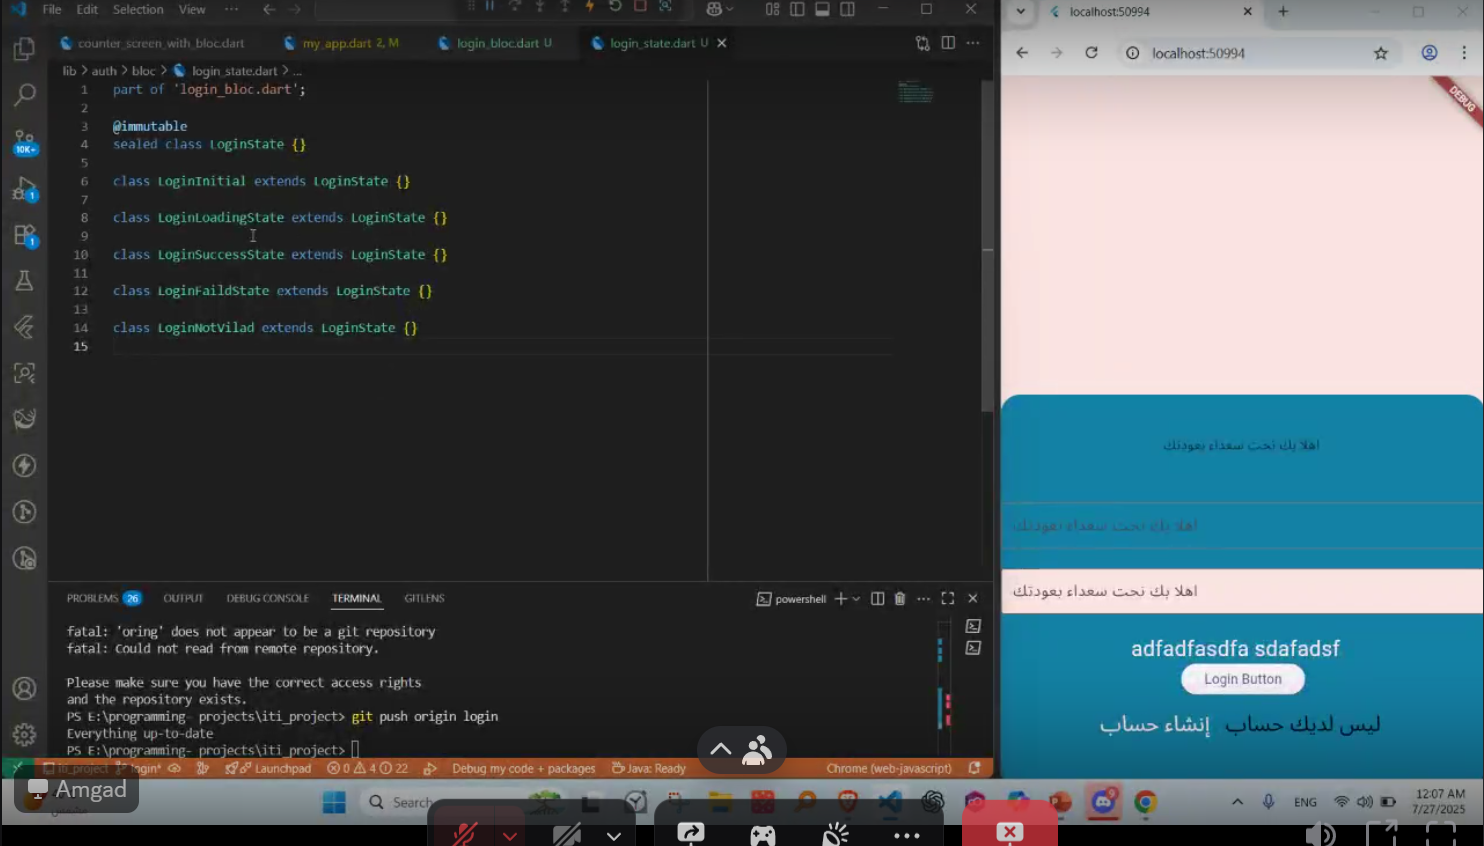 File Edit Selection View ···
localhost:50994
counter_screen_with_bloc.dart
my_app.dart 2, M
login_bloc.dart U
login_state.dart U
localhost:50994
lib > auth > bloc > login_state.dart > ...
DEBUG
1 part of 'login_bloc.dart';
2
3 @immutable
4 sealed class LoginState {}
5
6 class LoginInitial extends LoginState {}
7
8 class LoginLoadingState extends LoginState {}
9
10 class LoginSuccessState extends LoginState {}
11
12 class LoginFaildState extends LoginState {}
13
14 class LoginNotVilad extends LoginState {}
15
10K+
1
1
اهلا بك نحت سعداء بعودتك
اهلا بك نحت سعداء بعودتك
اهلا بك نحت سعداء بعودتك
adfadfasdfa sdafadsf
Login Button
ليس لديك حساب إنشاء حساب
PROBLEMS 26 OUTPUT DEBUG CONSOLE TERMINAL GITLENS
powershell
fatal: 'oring' does not appear to be a git repository
fatal: Could not read from remote repository.
Please make sure you have the correct access rights
and the repository exists.
PS E:\programming- projects\iti_project> git push origin login
Everything up-to-date
PS E:\programming- projects\iti_project>
iti_project login* Launchpad 0 4 22 Debug my code + packages Java: Ready Chrome (web-javascript)
Amgad
Search
ENG
12:07 AM
7/27/2025